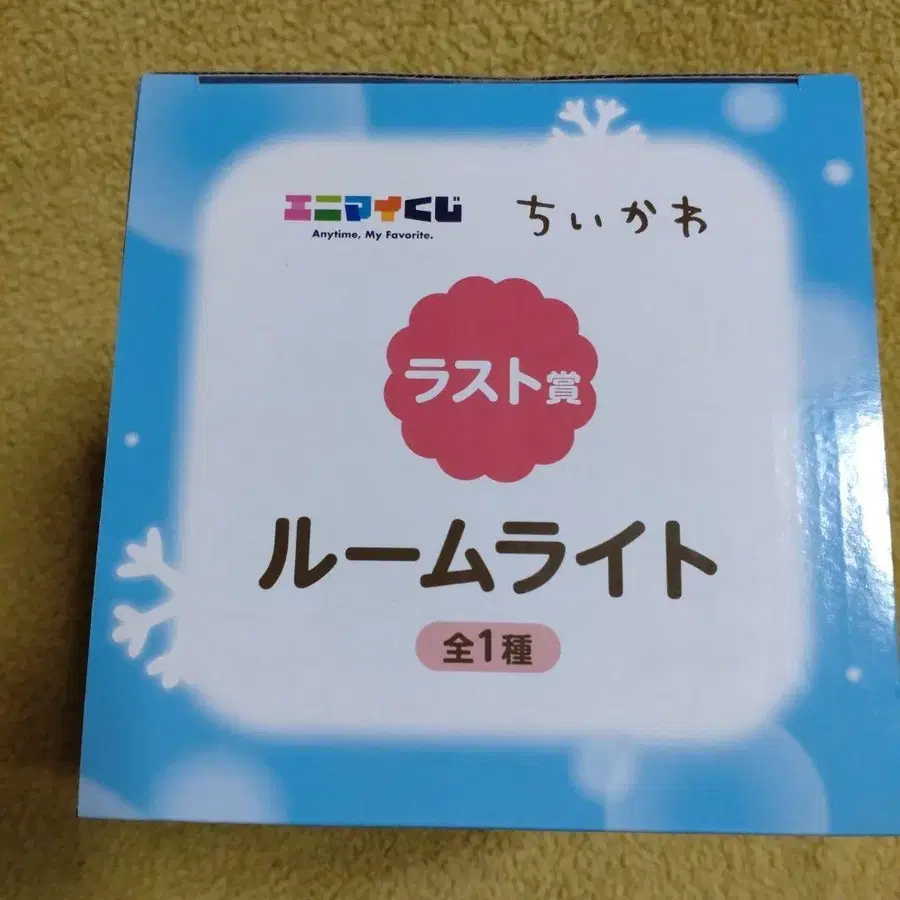 エニマイくじ ちいかわ
Anytime, My Favorite.
ラスト賞
ルームライト
全1種